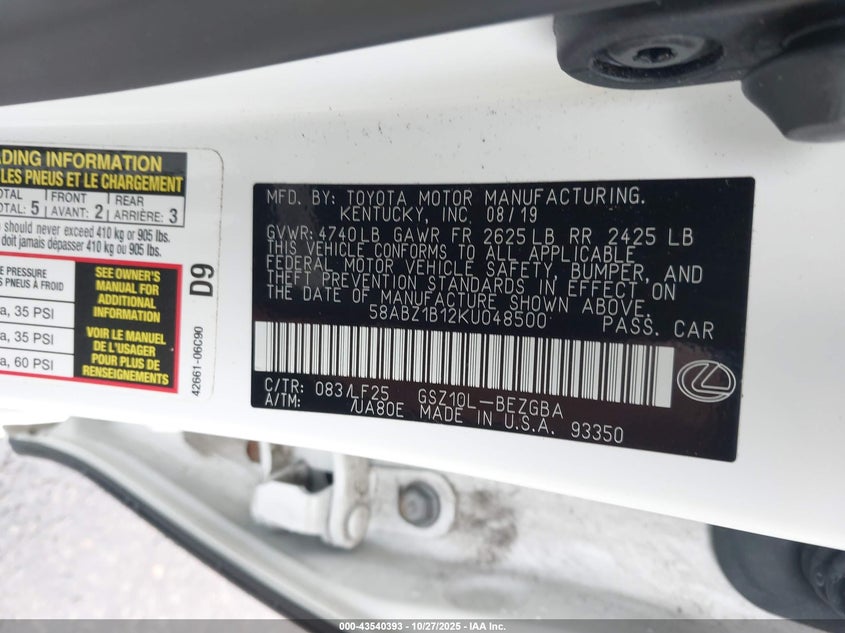 ADING INFORMATION
LES PNEUS ET LE CHARGEMENT
OTAL FRONT REAR
OTAL: 5 AVANT: 2 ARRIÈRE: 3
should never exceed 410 kg or 905 lbs.
doit jamais dépasser 410 kg ou 905 lbs.
E PRESSURE
S PNEUS À FROID
a, 35 PSI
a, 35 PSI
a, 60 PSI
SEE OWNER'S
MANUAL FOR
ADDITIONAL
INFORMATION
VOIR LE MANUEL
DE L'USAGER
POUR PLUS DE
RENSEIGNEMENTS
D9
42661-06C90
MFD. BY: TOYOTA MOTOR MANUFACTURING.
KENTUCKY, INC. 08/19
GVWR: 4740LB GAWR FR 2625LB RR 2425 LB
THIS VEHICLE CONFORMS TO ALL APPLICABLE
FEDERAL MOTOR VEHICLE SAFETY, BUMPER, AND
THEFT PREVENTION STANDARDS IN EFFECT ON
THE DATE OF MANUFACTURE SHOWN ABOVE.
58ABZ1B12KU048500 PASS. CAR
C/TR: 083/LF25 GSZ10L-BEZGBA
A/TM: /UA80E MADE IN U.S.A. 93350
000-43540393 - 10/27/2025 - IAA Inc.